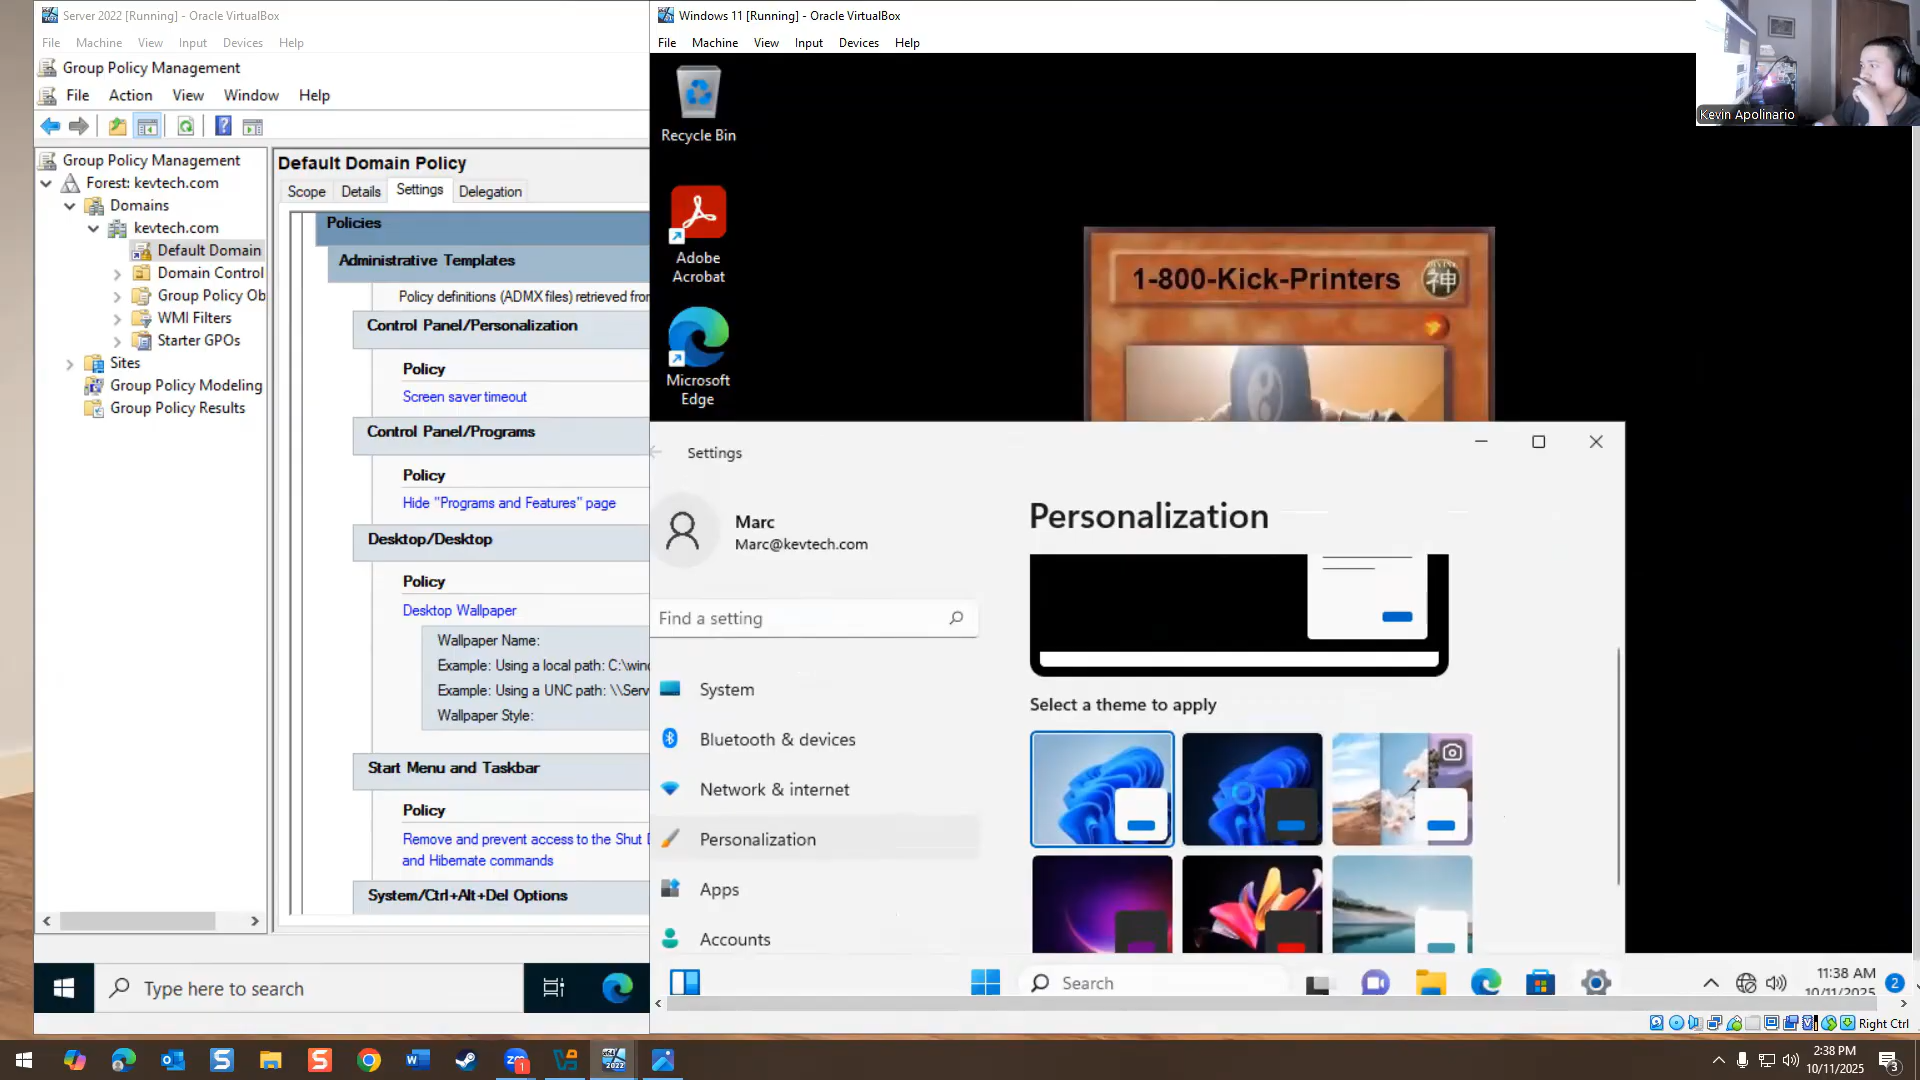 Server 2022 [Running] - Oracle VirtualBox
File Machine View Input Devices Help
Group Policy Management
File Action View Window Help
Group Policy Management
Forest: kevtech.com
Domains
kevtech.com
Default Domain
Domain Control
Group Policy Ob
WMI Filters
Starter GPOs
Sites
Group Policy Modeling
Group Policy Results
Default Domain Policy
Scope Details Settings Delegation
Policies
Administrative Templates
Policy definitions (ADMX files) retrieved from
Control Panel/Personalization
Policy
Screen saver timeout
Control Panel/Programs
Policy
Hide "Programs and Features" page
Desktop/Desktop
Policy
Desktop Wallpaper
Wallpaper Name:
Example: Using a local path: C:\wind
Example: Using a UNC path: \\Serv
Wallpaper Style:
Start Menu and Taskbar
Policy
Remove and prevent access to the Shut D
and Hibernate commands
System/Ctrl+Alt+Del Options
Type here to search
Windows 11 [Running] - Oracle VirtualBox
File Machine View Input Devices Help
Recycle Bin
Adobe
Acrobat
Microsoft
Edge
1-800-Kick-Printers
DIVINE
神
Kevin Apolinario
Settings
Marc
Marc@kevtech.com
Find a setting
System
Bluetooth & devices
Network & internet
Personalization
Apps
Accounts
Personalization
Select a theme to apply
Search
11:38 AM
10/11/2025
2
Right Ctrl
2:38 PM
10/11/2025
3